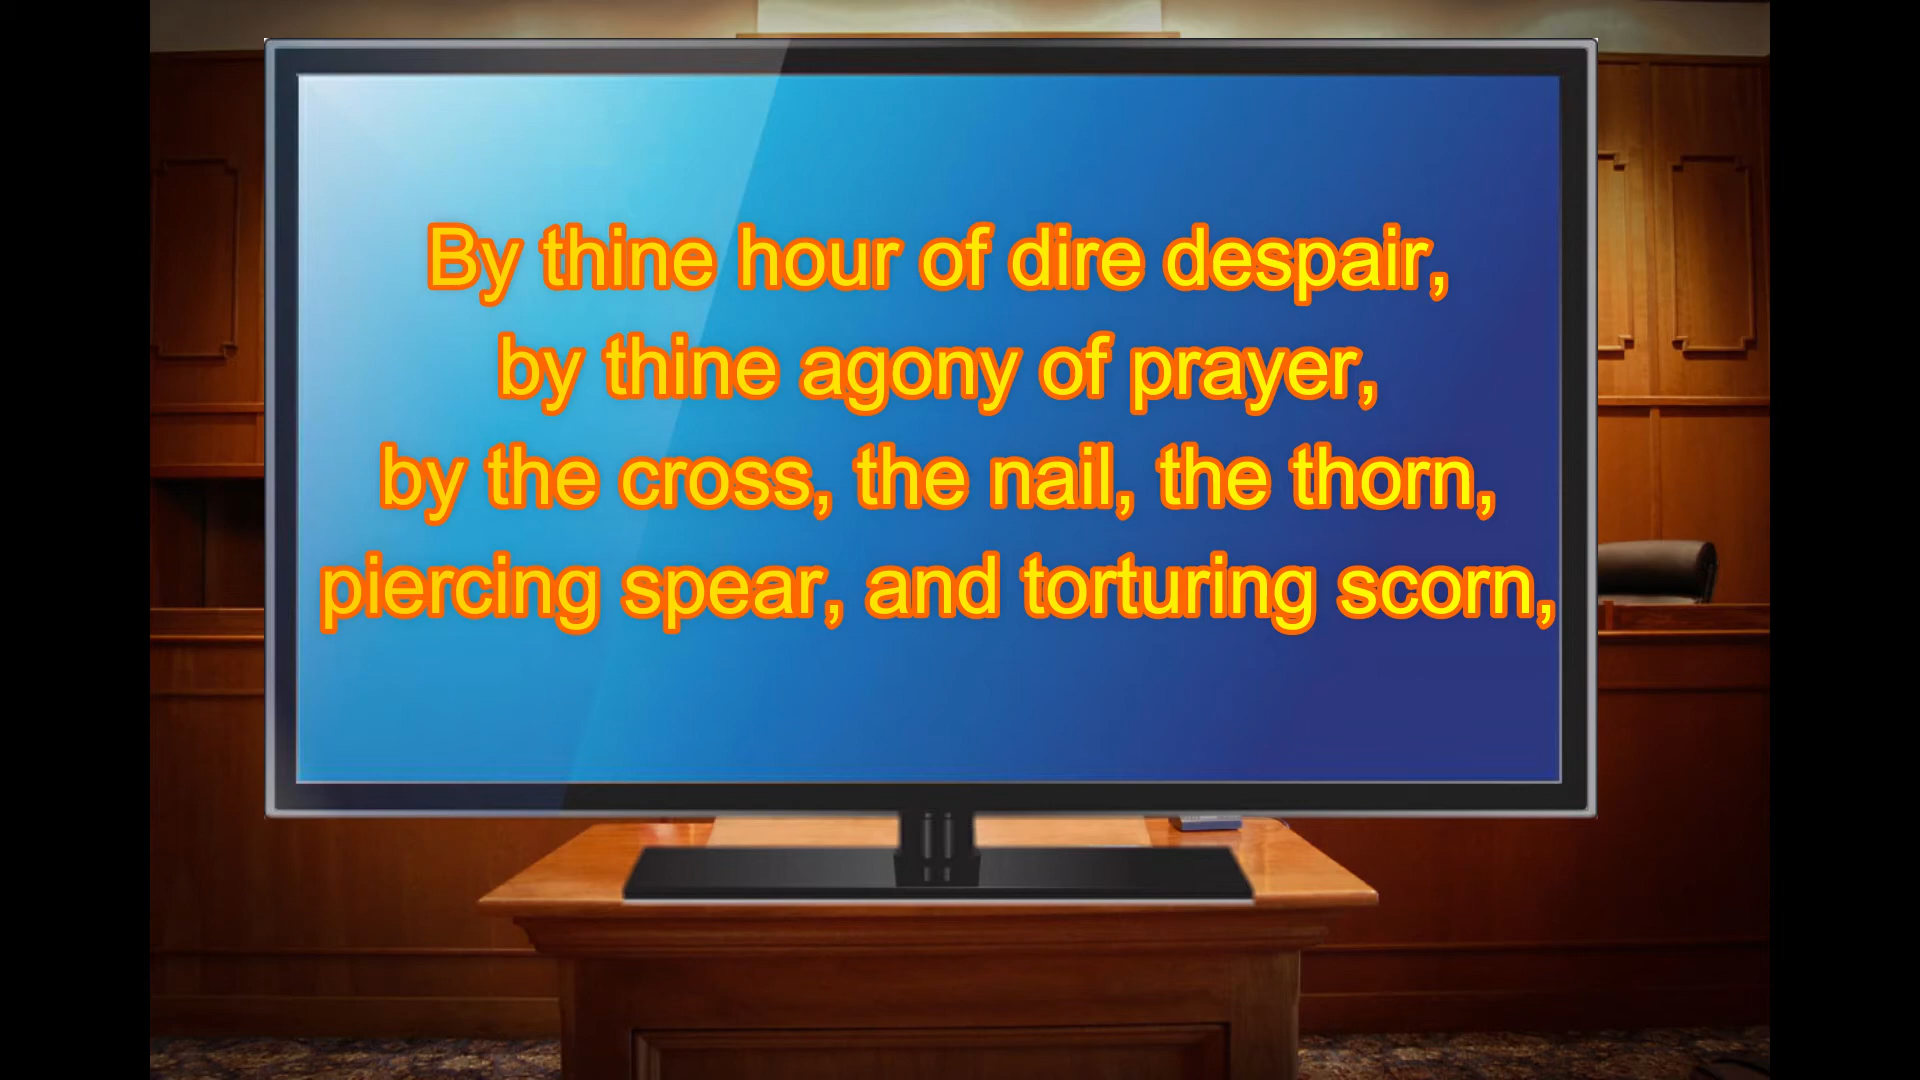 By thine hour of dire despair,
by thine agony of prayer,
by the cross, the nail, the thorn,
piercing spear, and torturing scorn,